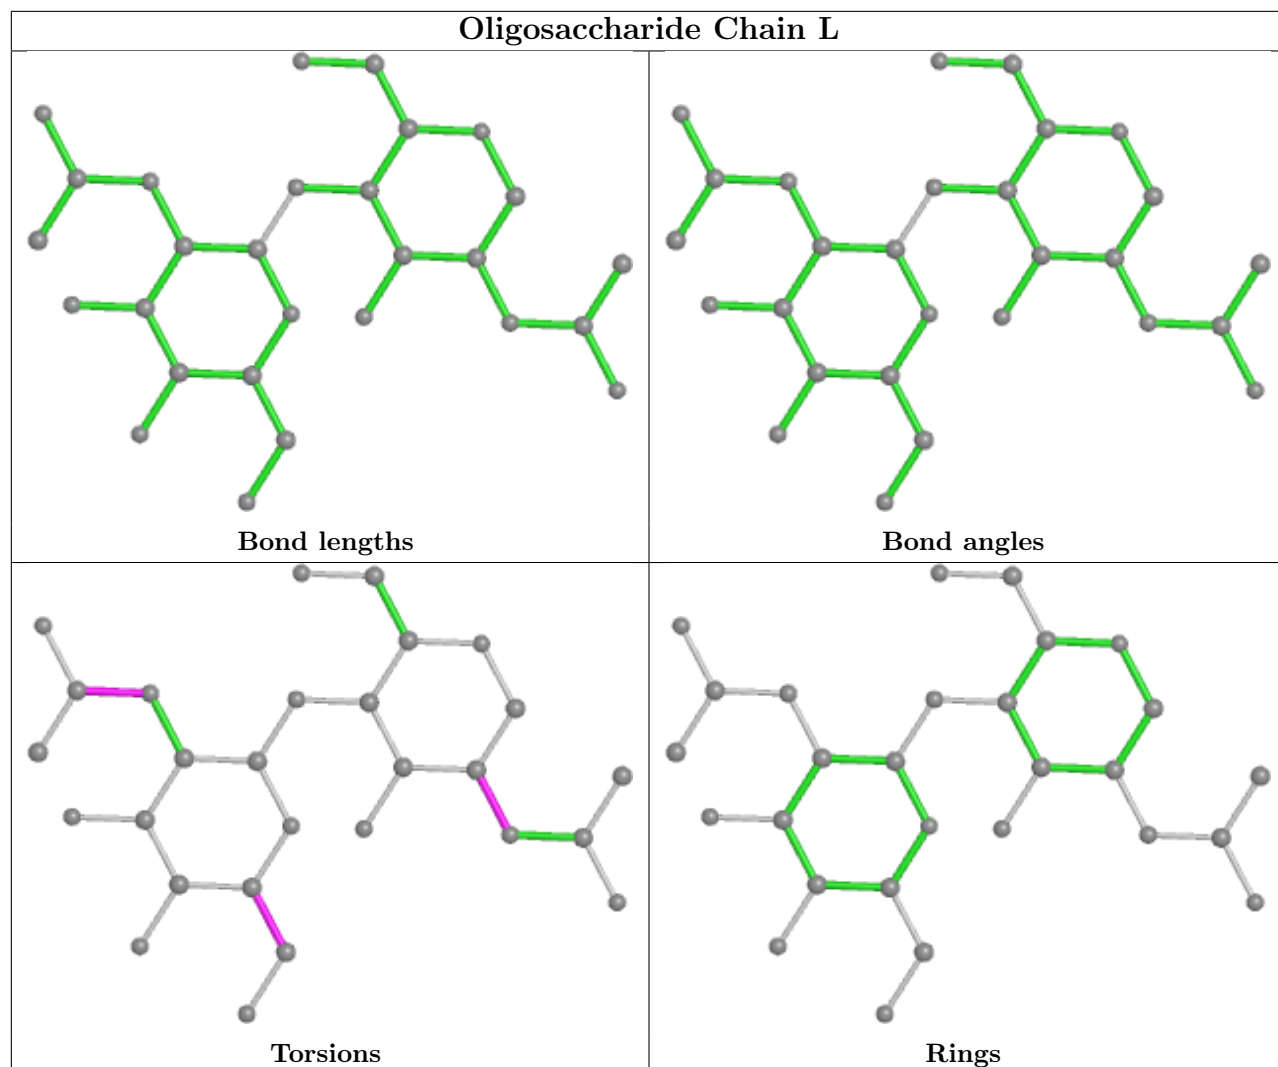 Oligosaccharide Chain L
Bond lengths
Bond angles
Torsions
Rings